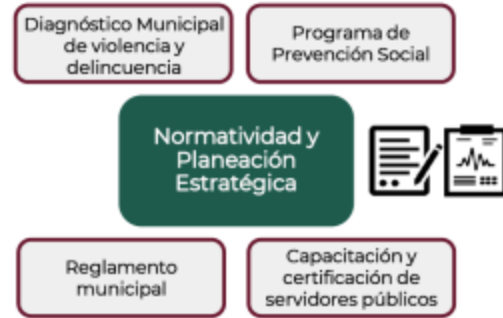 Diagnóstico Municipal
de violencia y
delincuencia
Programa de
Prevención Social
Normatividad y
Planeación
Estratégica
Reglamento
municipal
Capacitación y
certificación de
servidores públicos